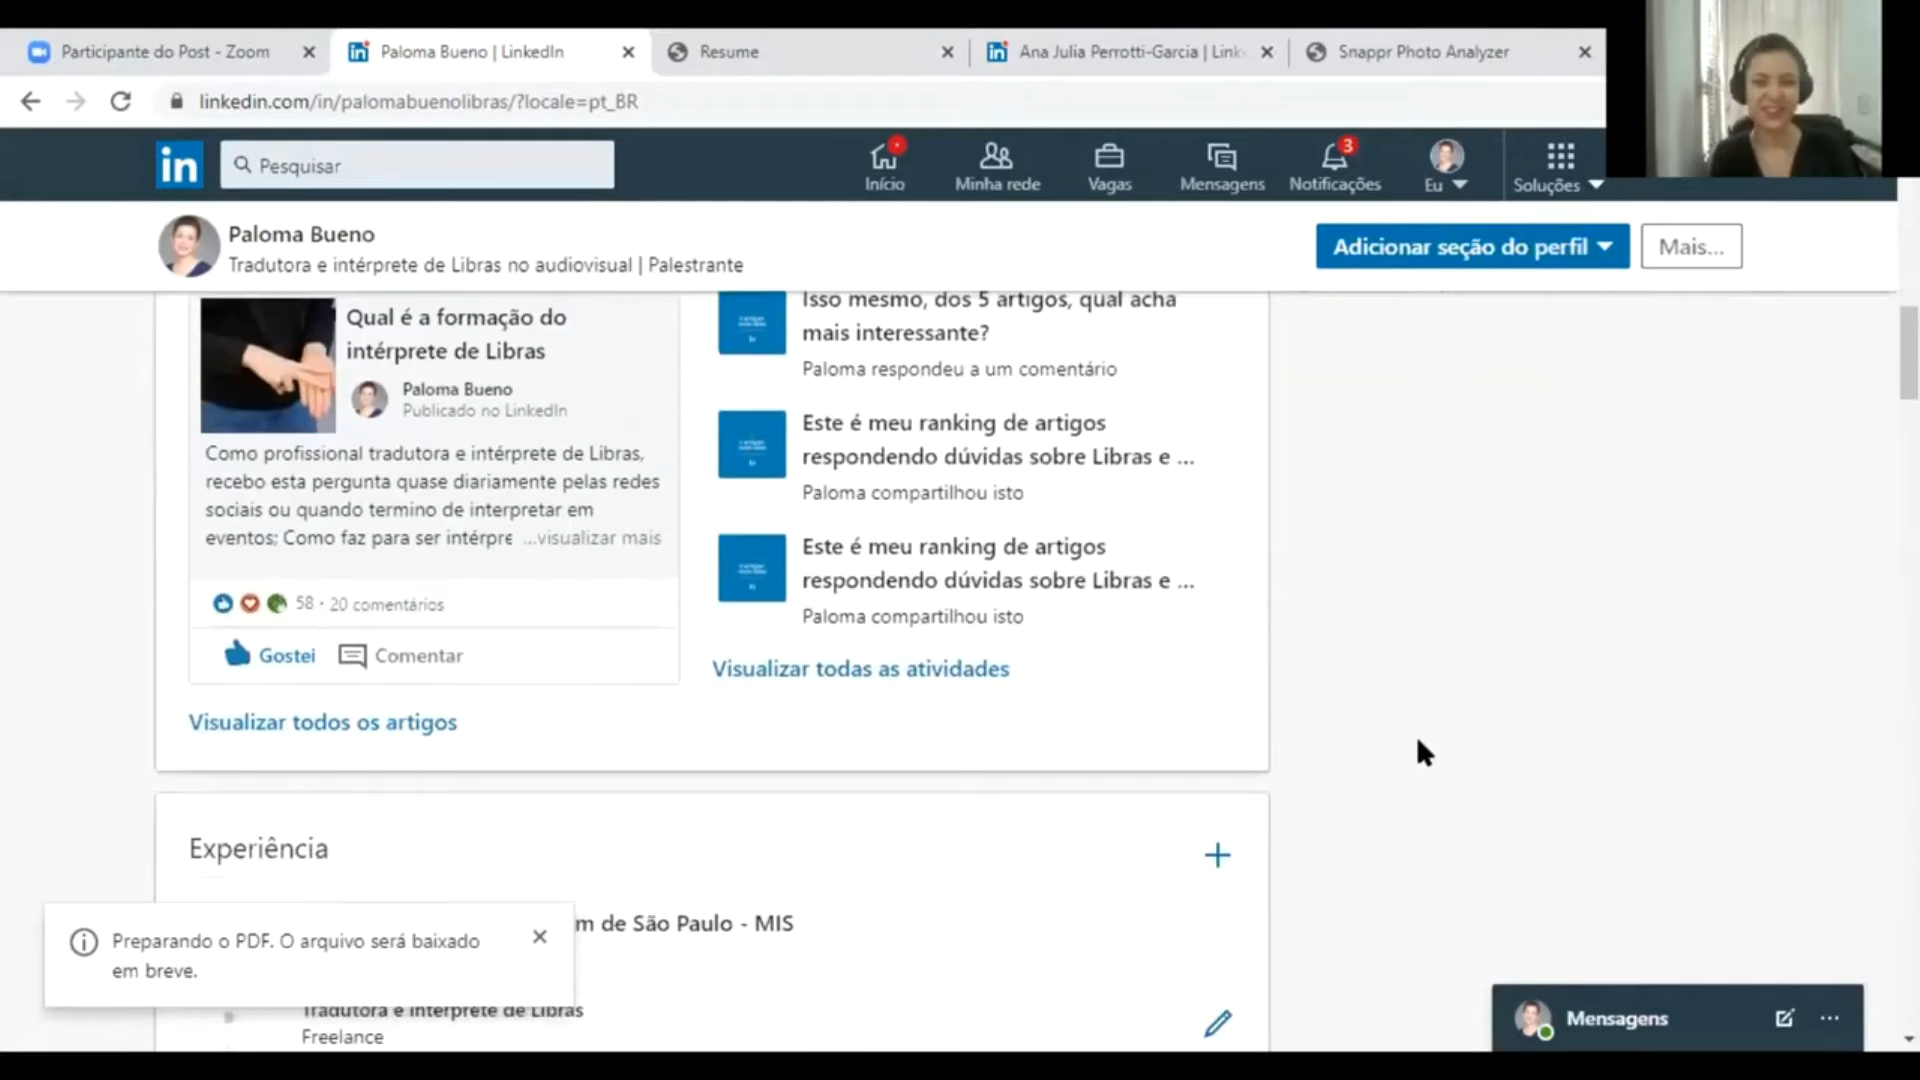 Participante do Post - Zoom
Paloma Bueno | LinkedIn
Resume
Ana Julia Perrotti-Garcia | Link
Snappr Photo Analyzer
linkedin.com/in/palomabuenolibras/?locale=pt_BR
in
Pesquisar
Início
Minha rede
Vagas
Mensagens
3
Notificações
Eu
Soluções
Paloma Bueno
Tradutora e intérprete de Libras no audiovisual | Palestrante
Adicionar seção do perfil
Mais...
Qual é a formação do
intérprete de Libras
Paloma Bueno
Publicado no LinkedIn
Como profissional tradutora e intérprete de Libras,
recebo esta pergunta quase diariamente pelas redes
sociais ou quando termino de interpretar em
eventos: Como faz para ser intérpre ...visualizar mais
58 · 20 comentários
Gostei
Comentar
Visualizar todos os artigos
Isso mesmo, dos 5 artigos, qual acha
mais interessante?
Paloma respondeu a um comentário
Este é meu ranking de artigos
respondendo dúvidas sobre Libras e ...
Paloma compartilhou isto
Este é meu ranking de artigos
respondendo dúvidas sobre Libras e ...
Paloma compartilhou isto
Visualizar todas as atividades
Experiência
m de São Paulo - MIS
Preparando o PDF. O arquivo será baixado
em breve.
Tradutora e intérprete de Libras
Freelance
Mensagens